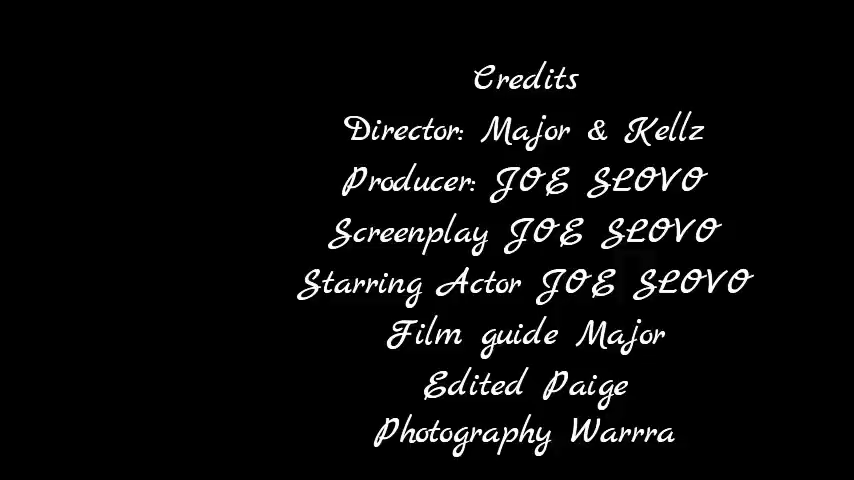 Credits
Director: Major & Kellz
Producer: JOE SLOVO
Screenplay JOE SLOVO
Starring Actor JOE SLOVO
Film guide Major
Edited Paige
Photography Warrra